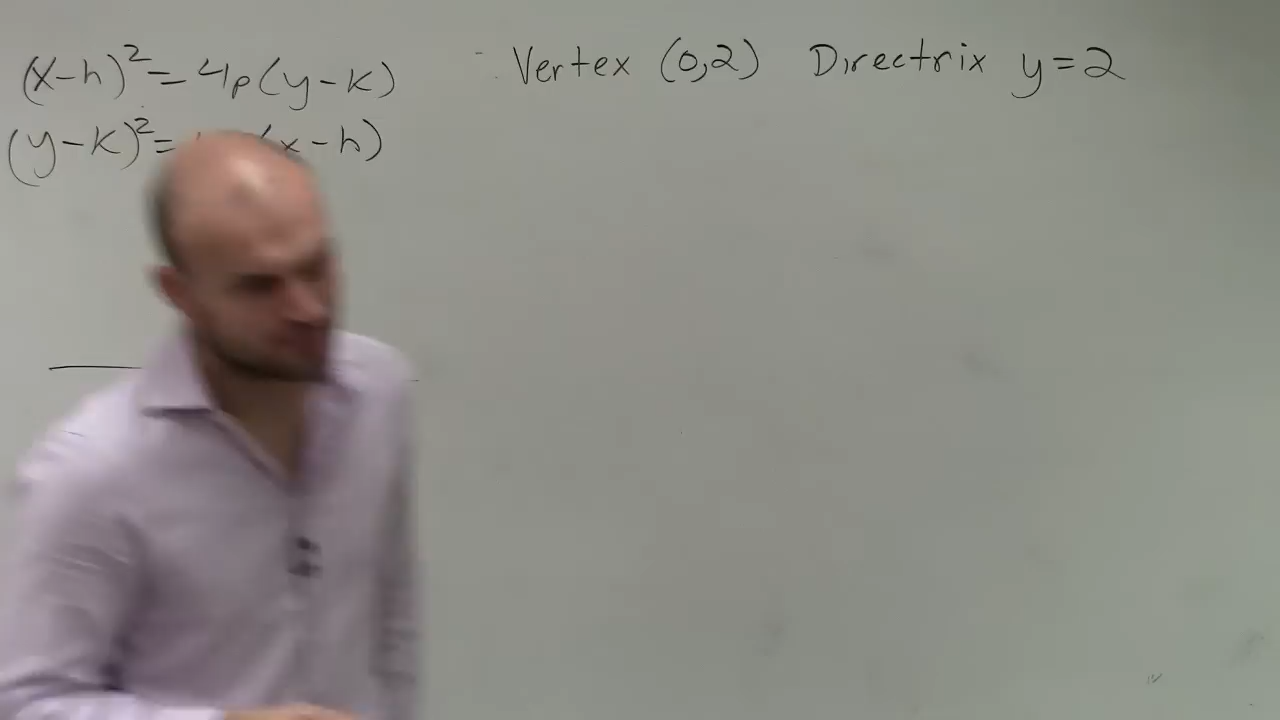 (x-h)²=4p(y-k)
(y-k)²= (x-h)
Vertex (0,2) Directrix y=2